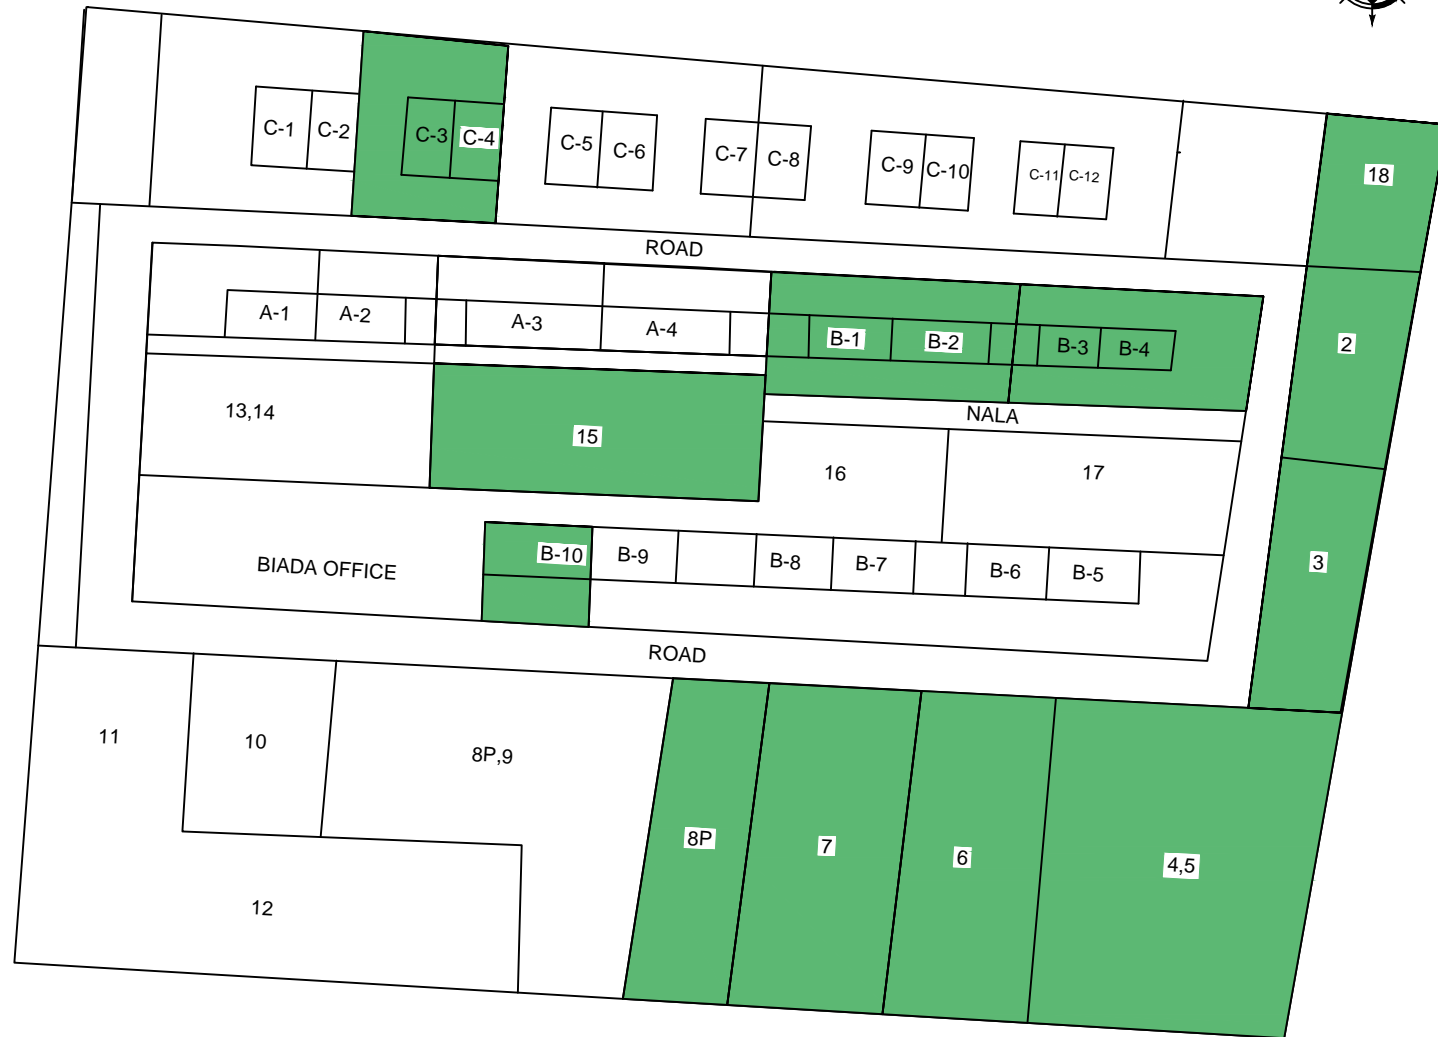 C-1
C-2
C-3
C-4
C-5
C-6
C-7
C-8
C-9
C-10
C-11
C-12
18
ROAD
A-1
A-2
A-3
A-4
B-1
B-2
B-3
B-4
2
13,14
15
NALA
16
17
BIADA OFFICE
B-10
B-9
B-8
B-7
B-6
B-5
3
ROAD
11
10
8P,9
8P
7
6
4,5
12